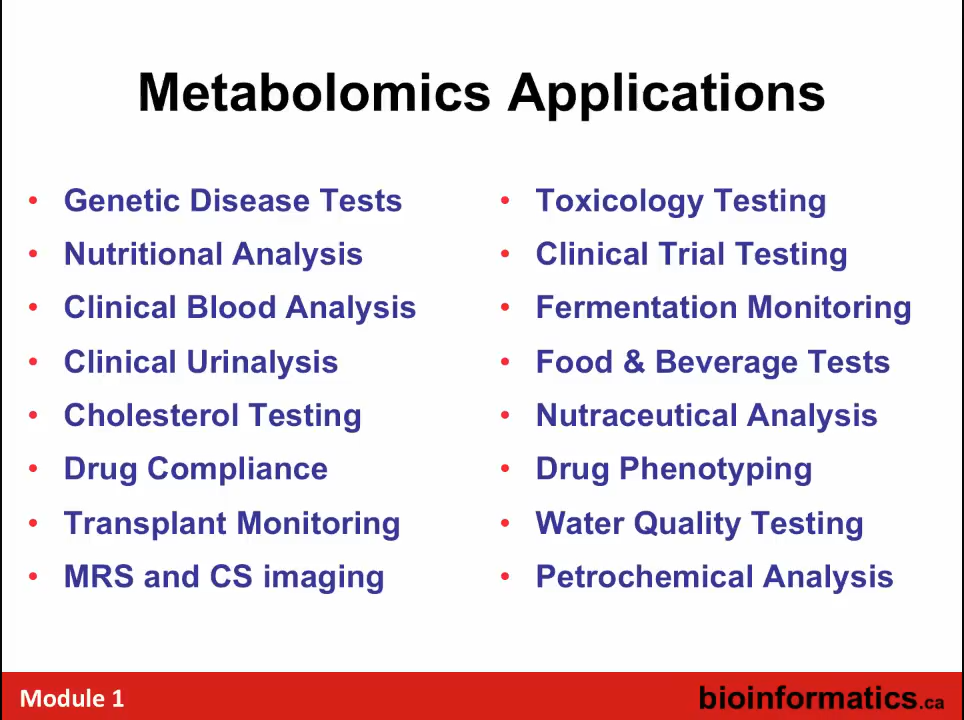 Metabolomics Applications
• Genetic Disease Tests
• Nutritional Analysis
• Clinical Blood Analysis
• Clinical Urinalysis
• Cholesterol Testing
• Drug Compliance
• Transplant Monitoring
• MRS and CS imaging
• Toxicology Testing
• Clinical Trial Testing
• Fermentation Monitoring
• Food & Beverage Tests
• Nutraceutical Analysis
• Drug Phenotyping
• Water Quality Testing
• Petrochemical Analysis
Module 1
bioinformatics.ca